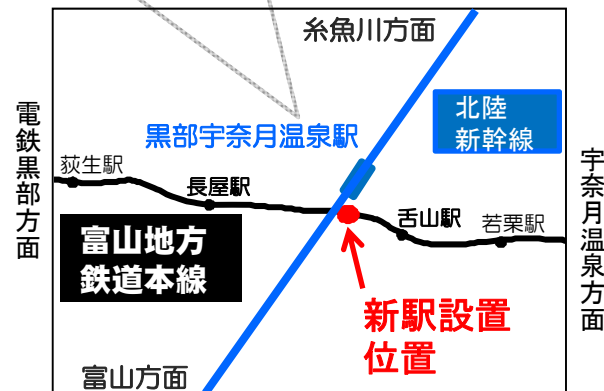 糸魚川方面
北陸
新幹線
黒部宇奈月温泉駅
電鉄黒部方面
荻生駅
長屋駅
舌山駅
若栗駅
宇奈月温泉方面
富山地方
鉄道本線
新駅設置
位置
富山方面